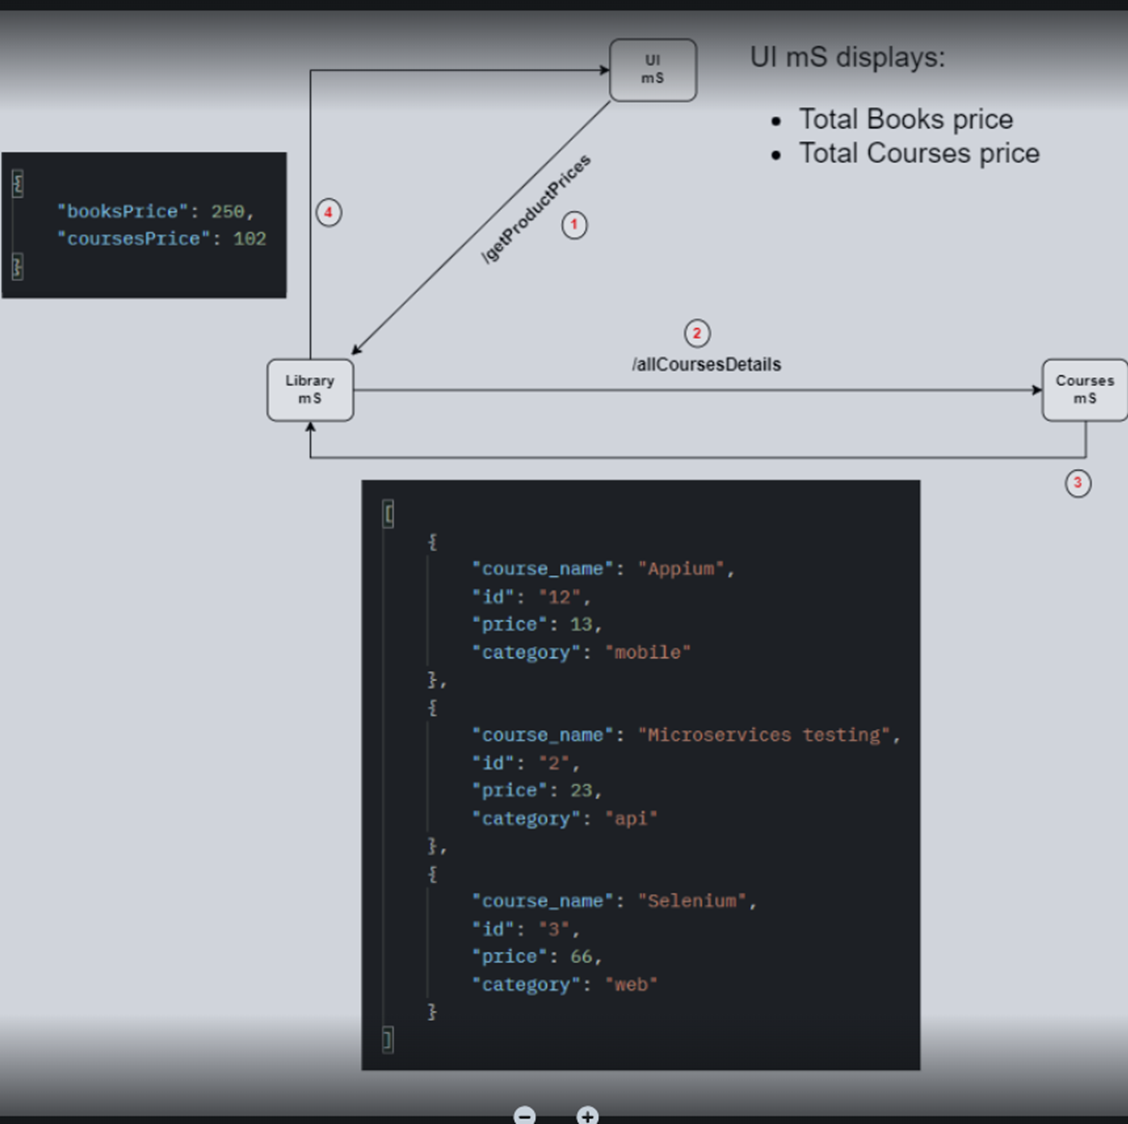 UI
mS
UI mS displays:
• Total Books price
• Total Courses price
{
"booksPrice": 250,
"coursesPrice": 102
}
4
/getProductPrices
1
2
/allCoursesDetails
Library
mS
Courses
mS
3
[
{
"course_name": "Appium",
"id": "12",
"price": 13,
"category": "mobile"
},
{
"course_name": "Microservices testing",
"id": "2",
"price": 23,
"category": "api"
},
{
"course_name": "Selenium",
"id": "3",
"price": 66,
"category": "web"
}
]